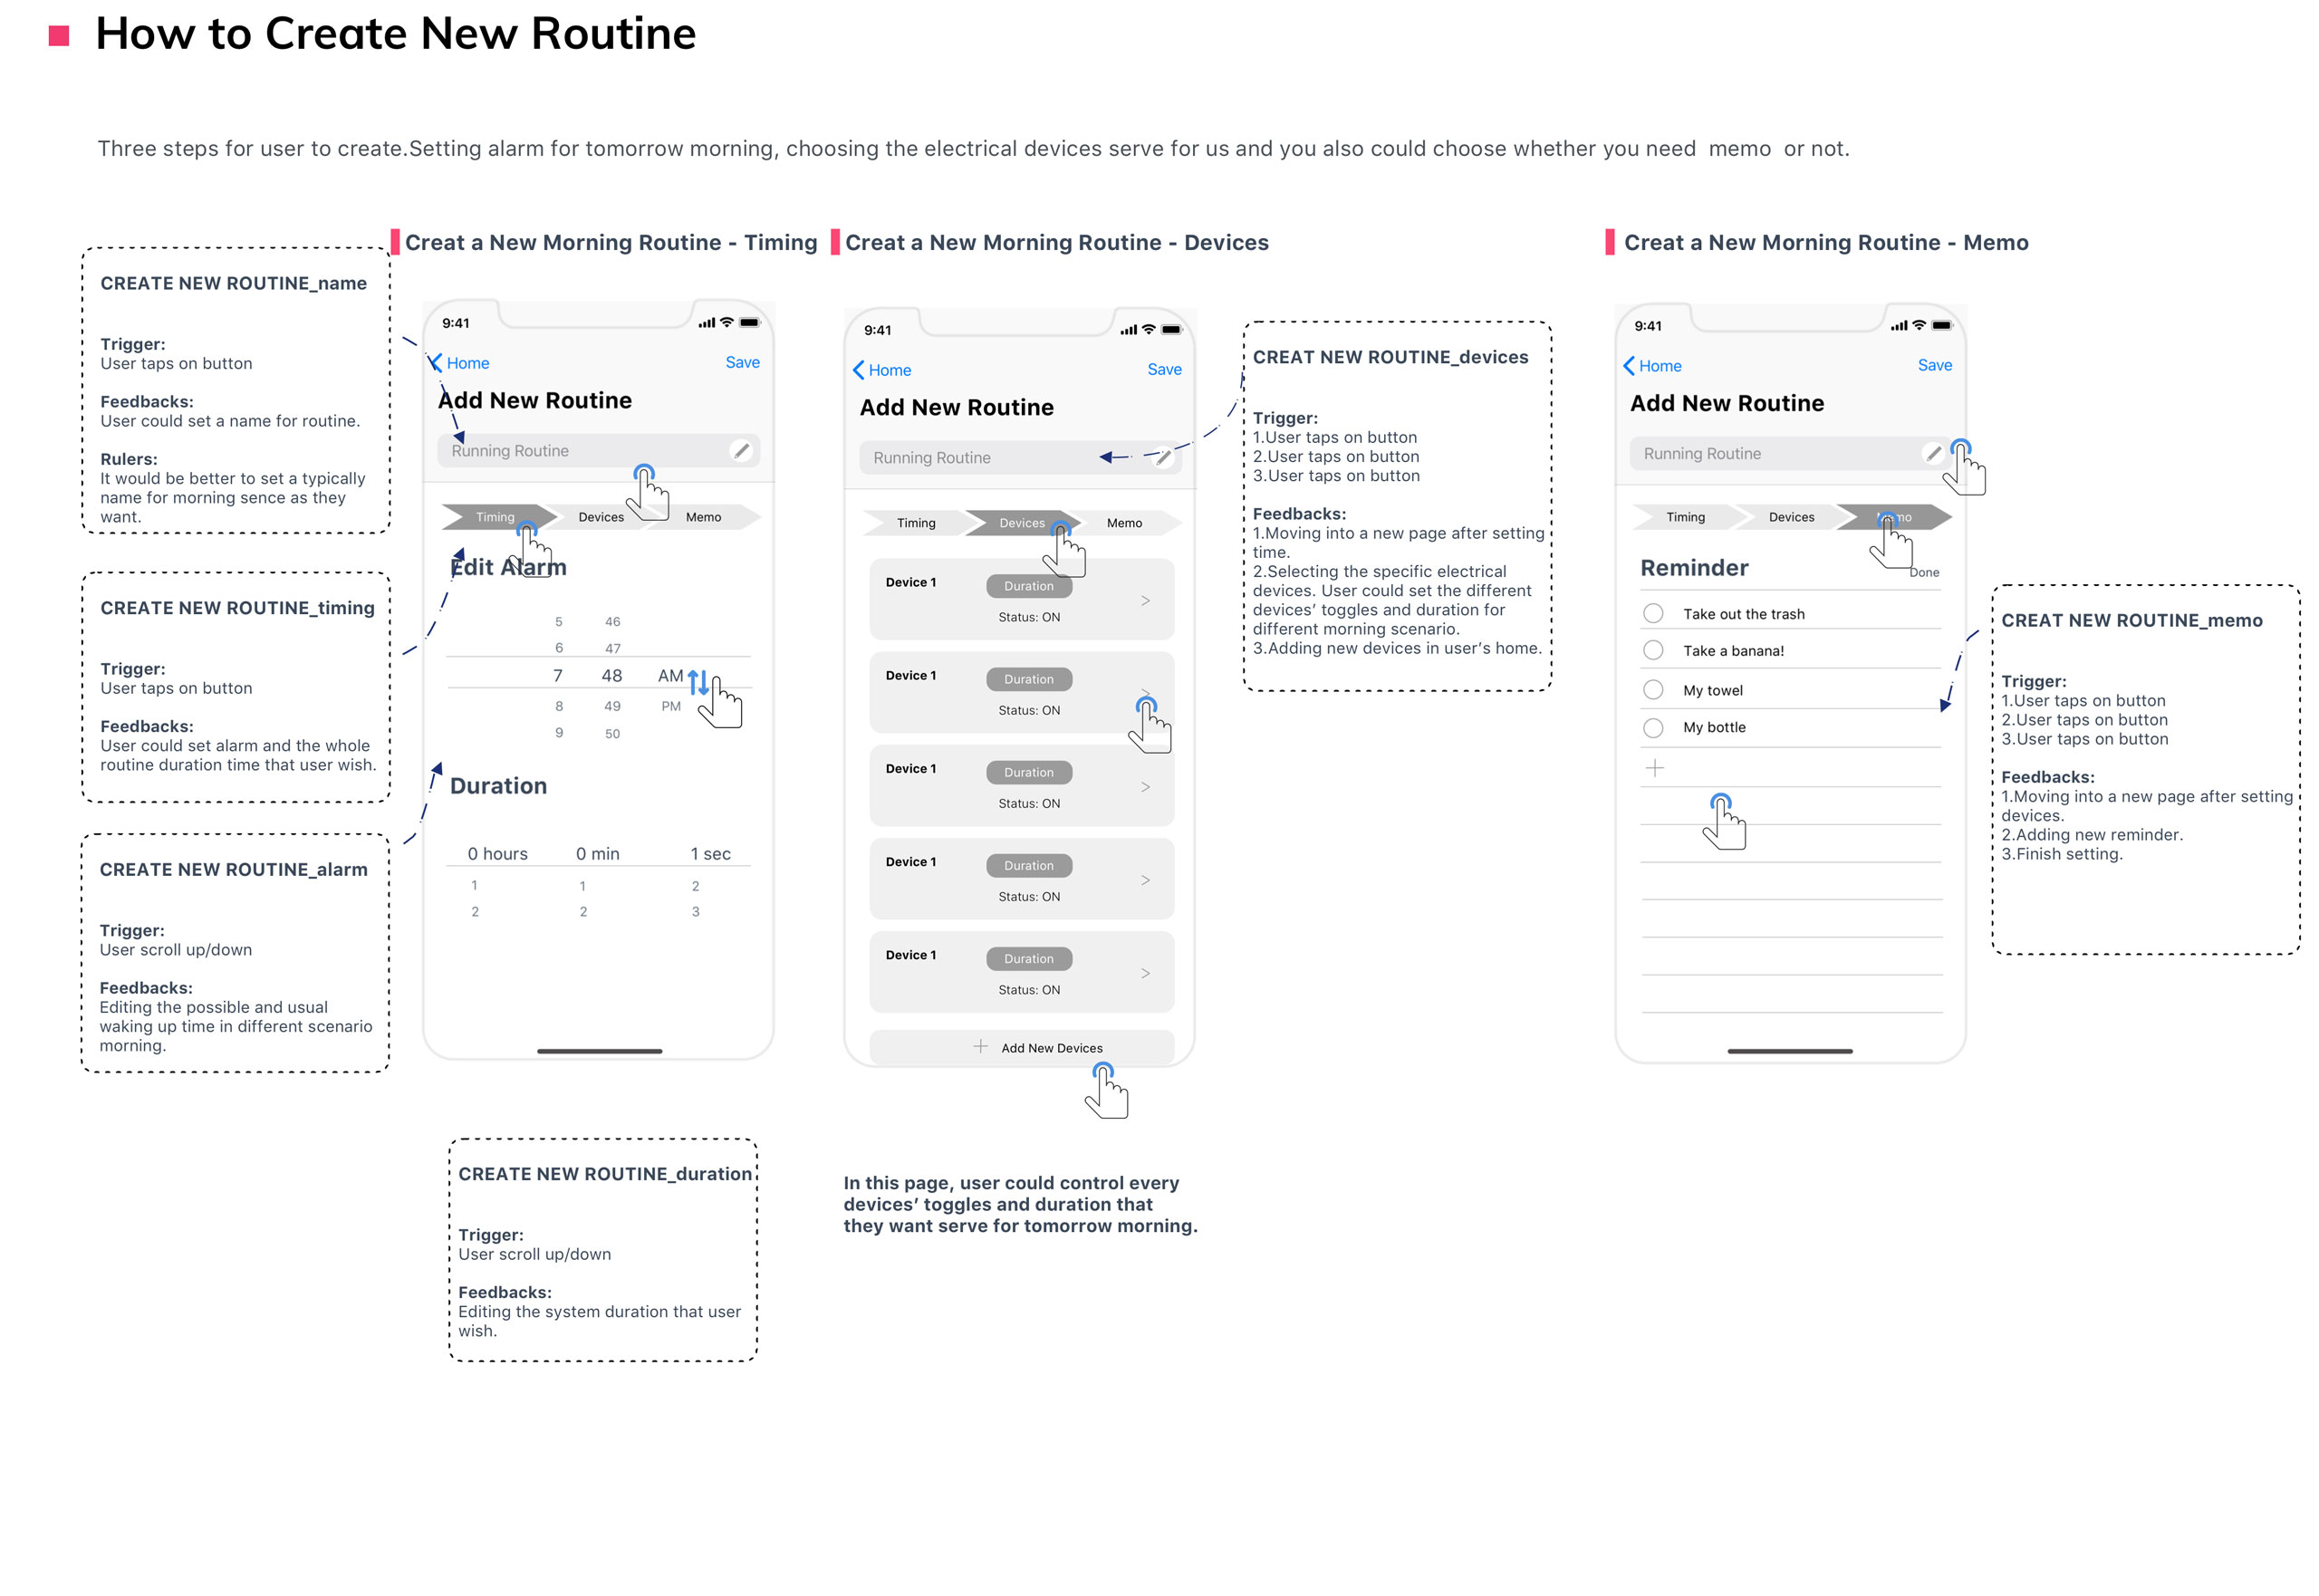 How to Create New Routine
Three steps for user to create.Setting alarm for tomorrow morning, choosing the electrical devices serve for us and you also could choose whether you need  memo  or not.
CREATE NEW ROUTINE_name
Trigger:
User taps on button
Feedbacks:
User could set a name for routine.
Rulers:
It would be better to set a typically
name for morning sence as they
want.
CREATE NEW ROUTINE_timing
Trigger:
User taps on button
Feedbacks:
User could set alarm and the whole
routine duration time that user wish.
CREATE NEW ROUTINE_alarm
Trigger:
User scroll up/down
Feedbacks:
Editing the possible and usual
waking up time in different scenario
morning.
Creat a New Morning Routine - Timing
9:41
Home
Save
Add New Routine
Running Routine
Timing
Devices
Memo
Edit Alarm
5 46
6 47
7 48 AM
8 49 PM
9 50
Duration
0 hours 0 min 1 sec
1 1 2
2 2 3
CREATE NEW ROUTINE_duration
Trigger:
User scroll up/down
Feedbacks:
Editing the system duration that user
wish.
Creat a New Morning Routine - Devices
9:41
Home
Save
Add New Routine
Running Routine
Timing
Devices
Memo
Device 1
Duration
Status: ON
Device 1
Duration
Status: ON
Device 1
Duration
Status: ON
Device 1
Duration
Status: ON
Device 1
Duration
Status: ON
Add New Devices
In this page, user could control every
devices’ toggles and duration that
they want serve for tomorrow morning.
CREAT NEW ROUTINE_devices
Trigger:
1.User taps on button
2.User taps on button
3.User taps on button
Feedbacks:
1.Moving into a new page after setting
time.
2.Selecting the specific electrical
devices. User could set the different
devices’ toggles and duration for
different morning scenario.
3.Adding new devices in user’s home.
Creat a New Morning Routine - Memo
9:41
Home
Save
Add New Routine
Running Routine
Timing
Devices
Memo
Reminder
Done
Take out the trash
Take a banana!
My towel
My bottle
CREAT NEW ROUTINE_memo
Trigger:
1.User taps on button
2.User taps on button
3.User taps on button
Feedbacks:
1.Moving into a new page after setting
devices.
2.Adding new reminder.
3.Finish setting.